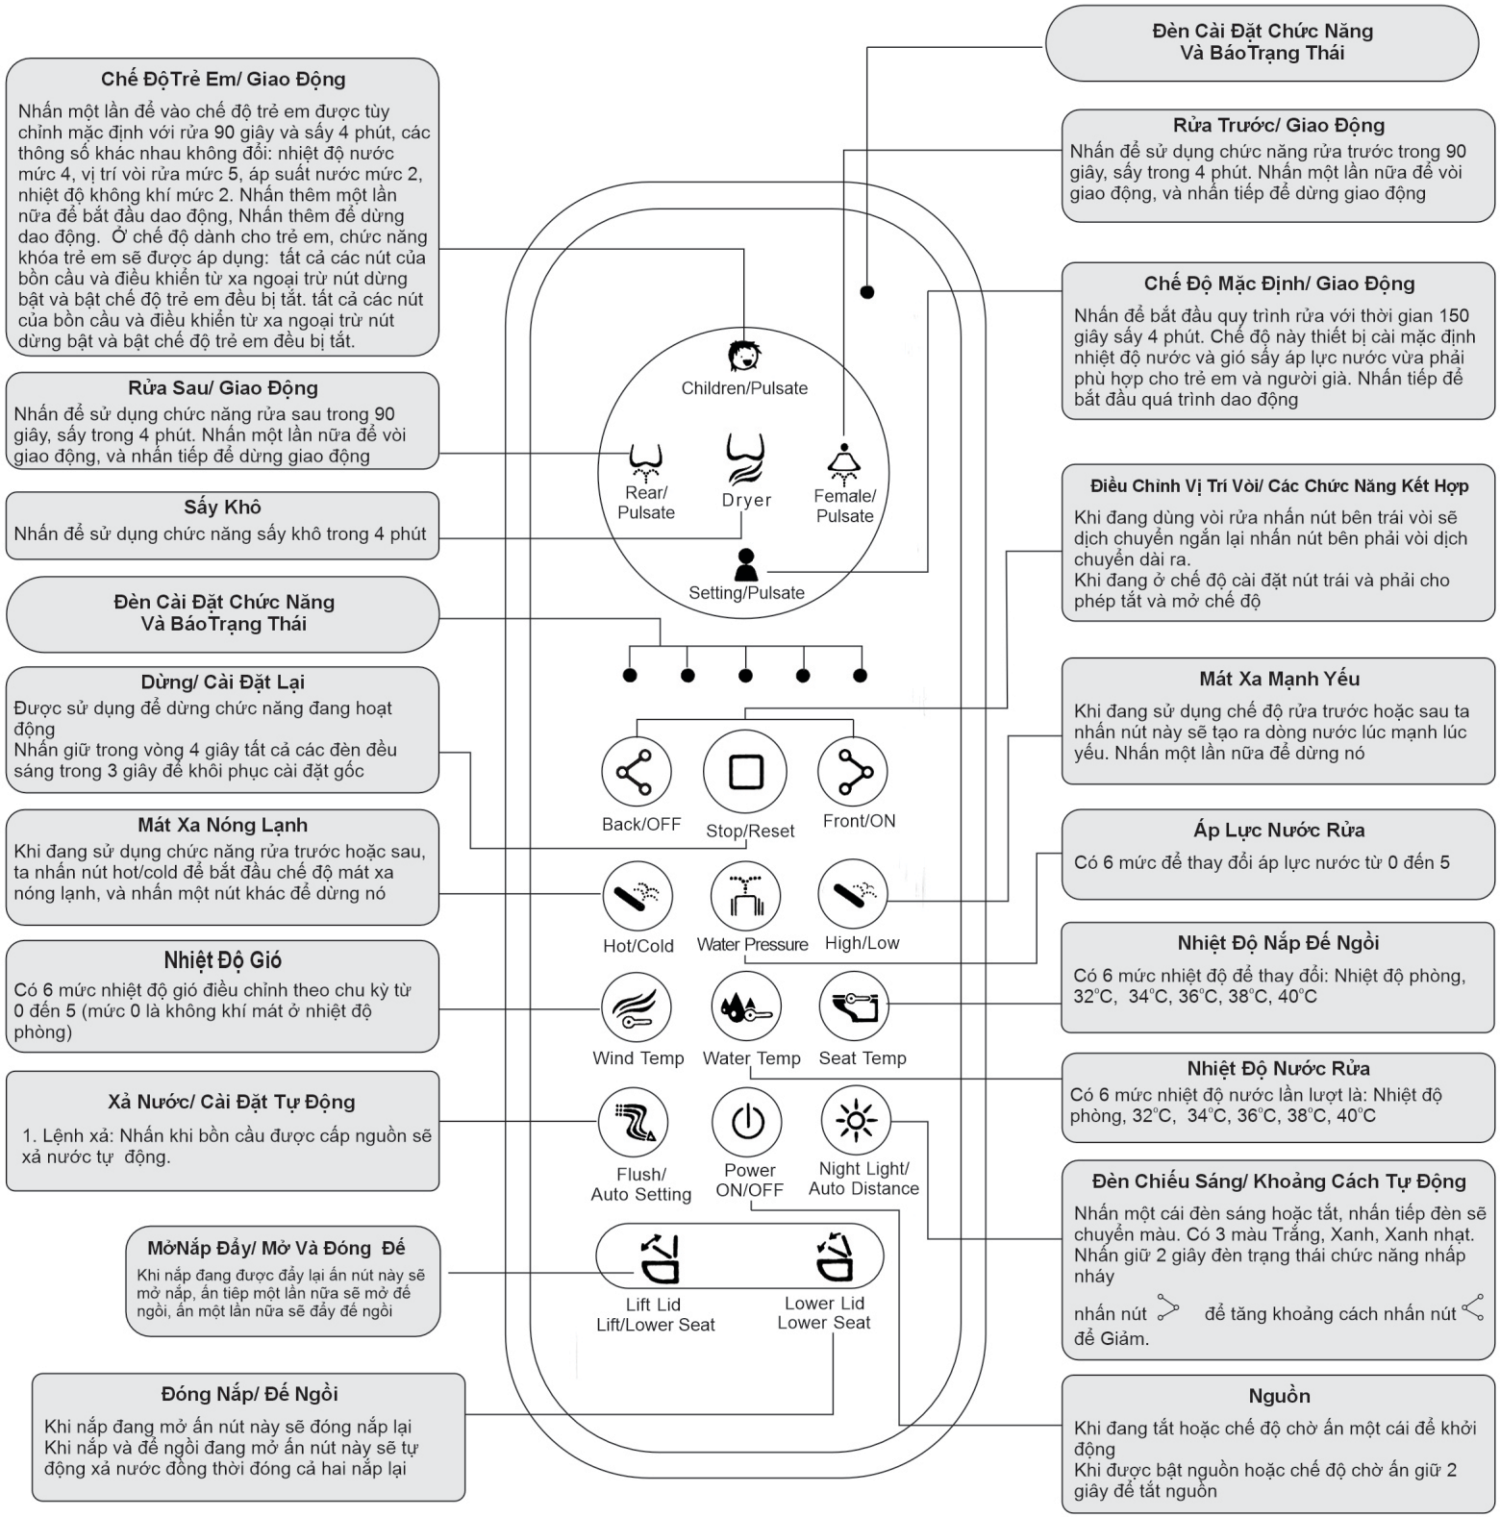 Đèn Cài Đặt Chức Năng
Và BáoTrạng Thái
Chế ĐộTrẻ Em/ Giao Động
Nhấn một lần để vào chế độ trẻ em được tùy
chỉnh mặc định với rửa 90 giây và sấy 4 phút, các
thông số khác nhau không đổi: nhiệt độ nước
mức 4, vị trí vòi rửa mức 5, áp suất nước mức 2,
nhiệt độ không khí mức 2. Nhấn thêm một lần
nữa để bắt đầu dao động, Nhấn thêm để dừng
dao động. Ở chế độ dành cho trẻ em, chức năng
khóa trẻ em sẽ được áp dụng: tất cả các nút của
bồn cầu và điều khiển từ xa ngoại trừ nút dừng
bật và bật chế độ trẻ em đều bị tắt. tất cả các nút
của bồn cầu và điều khiển từ xa ngoại trừ nút
dừng bật và bật chế độ trẻ em đều bị tắt.
Rửa Trước/ Giao Động
Nhấn để sử dụng chức năng rửa trước trong 90
giây, sấy trong 4 phút. Nhấn một lần nữa để vòi
giao động, và nhấn tiếp để dừng giao động
Chế Độ Mặc Định/ Giao Động
Nhấn để bắt đầu quy trình rửa với thời gian 150
giây sấy 4 phút. Chế độ này thiết bị cài mặc định
nhiệt độ nước và gió sấy áp lực nước vừa phải
phù hợp cho trẻ em và người già. Nhấn tiếp để
bắt đầu quá trình dao động
Rửa Sau/ Giao Động
Nhấn để sử dụng chức năng rửa sau trong 90
giây, sấy trong 4 phút. Nhấn một lần nữa để vòi
giao động, và nhấn tiếp để dừng giao động
Sấy Khô
Nhấn để sử dụng chức năng sấy khô trong 4 phút
Children/Pulsate
Rear/
Pulsate
Dryer
Female/
Pulsate
Setting/Pulsate
Điều Chỉnh Vị Trí Vòi/ Các Chức Năng Kết Hợp
Khi đang dùng vòi rửa nhấn nút bên trái vòi sẽ
dịch chuyển ngắn lại nhấn nút bên phải vòi dịch
chuyển dài ra.
Khi đang ở chế độ cài đặt nút trái và phải cho
phép tắt và mở chế độ
Đèn Cài Đặt Chức Năng
Và BáoTrạng Thái
Dừng/ Cài Đặt Lại
Được sử dụng để dừng chức năng đang hoạt
động
Nhấn giữ trong vòng 4 giây tất cả các đèn đều
sáng trong 3 giây để khôi phục cài đặt gốc
Mát Xa Mạnh Yếu
Khi đang sử dụng chế độ rửa trước hoặc sau ta
nhấn nút này sẽ tạo ra dòng nước lúc mạnh lúc
yếu. Nhấn một lần nữa để dừng nó
Back/OFF
Stop/Reset
Front/ON
Mát Xa Nóng Lạnh
Khi đang sử dụng chức năng rửa trước hoặc sau,
ta nhấn nút hot/cold để bắt đầu chế độ mát xa
nóng lạnh, và nhấn một nút khác để dừng nó
Áp Lực Nước Rửa
Có 6 mức để thay đổi áp lực nước từ 0 đến 5
Hot/Cold
Water Pressure
High/Low
Nhiệt Độ Gió
Có 6 mức nhiệt độ gió điều chỉnh theo chu kỳ từ
0 đến 5 (mức 0 là không khí mát ở nhiệt độ
phòng)
Nhiệt Độ Nắp Đế Ngồi
Có 6 mức nhiệt độ để thay đổi: Nhiệt độ phòng,
32°C, 34°C, 36°C, 38°C, 40°C
Wind Temp
Water Temp
Seat Temp
Nhiệt Độ Nước Rửa
Có 6 mức nhiệt độ nước lần lượt là: Nhiệt độ
phòng, 32°C, 34°C, 36°C, 38°C, 40°C
Xả Nước/ Cài Đặt Tự Động
1. Lệnh xả: Nhấn khi bồn cầu được cấp nguồn sẽ
xả nước tự động.
Flush/
Auto Setting
Power
ON/OFF
Night Light/
Auto Distance
Đèn Chiếu Sáng/ Khoảng Cách Tự Động
Nhấn một cái đèn sáng hoặc tắt, nhấn tiếp đèn sẽ
chuyển màu. Có 3 màu Trắng, Xanh, Xanh nhạt.
Nhấn giữ 2 giây đèn trạng thái chức năng nhấp
nháy
nhấn nút để tăng khoảng cách nhấn nút
để Giảm.
MởNắp Đẩy/ Mở Và Đóng Đế
Khi nắp đang được đẩy lại ấn nút này sẽ
mở nắp, ấn tiêp một lần nữa sẽ mở đế
ngồi, ấn một lần nữa sẽ đẩy đế ngồi
Lift Lid
Lift/Lower Seat
Lower Lid
Lower Seat
Đóng Nắp/ Đế Ngồi
Khi nắp đang mở ấn nút này sẽ đóng nắp lại
Khi nắp và đế ngồi đang mở ấn nút này sẽ tự
động xả nước đồng thời đóng cả hai nắp lại
Nguồn
Khi đang tắt hoặc chế độ chờ ấn một cái để khởi
động
Khi được bật nguồn hoặc chế độ chờ ấn giữ 2
giây để tắt nguồn